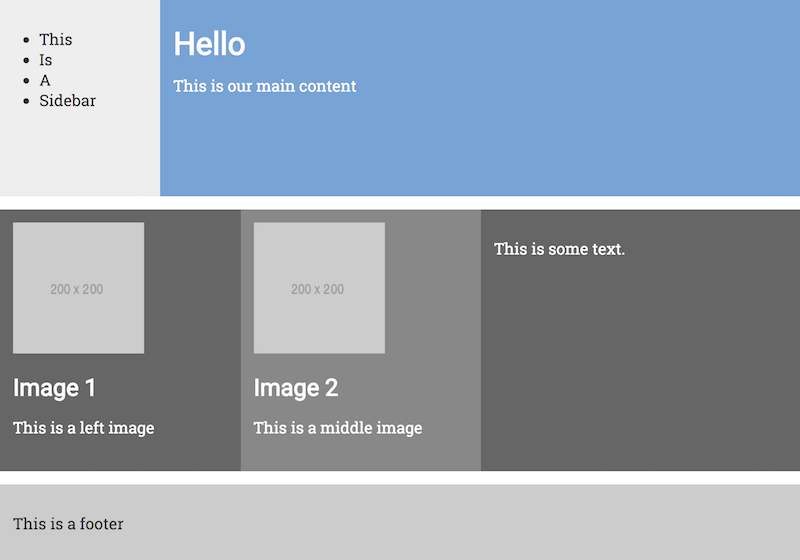 This
Is
A
Sidebar
Hello
This is our main content
200 x 200
Image 1
This is a left image
200 x 200
Image 2
This is a middle image
This is some text.
This is a footer